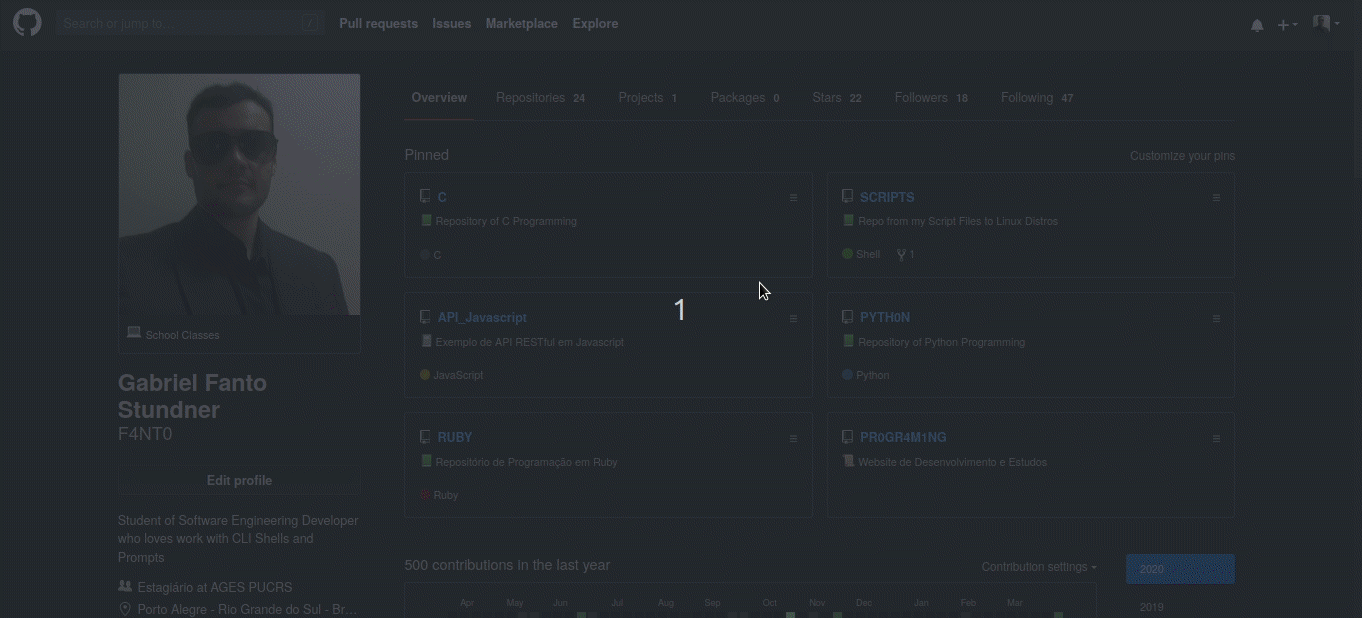 Search or jump to... /
Pull requests Issues Marketplace Explore
Overview Repositories 24 Projects 1 Packages 0 Stars 22 Followers 18 Following 47
Pinned
Customize your pins
C
Repository of C Programming
C
SCRIPTS
Repo from my Script Files to Linux Distros
Shell 1
1
API_Javascript
Exemplo de API RESTful em Javascript
JavaScript
PYTH0N
Repository of Python Programming
Python
RUBY
Repositório de Programação em Ruby
Ruby
PR0GR4M1NG
Website de Desenvolvimento e Estudos
School Classes
Gabriel Fanto
Stundner
F4NT0
Edit profile
Student of Software Engineering Developer
who loves work with CLI Shells and
Prompts
Estagiário at AGES PUCRS
Porto Alegre - Rio Grande do Sul - Br...
500 contributions in the last year
Contribution settings
2020
2019
Apr May Jun Jul Aug Sep Oct Nov Dec Jan Feb Mar